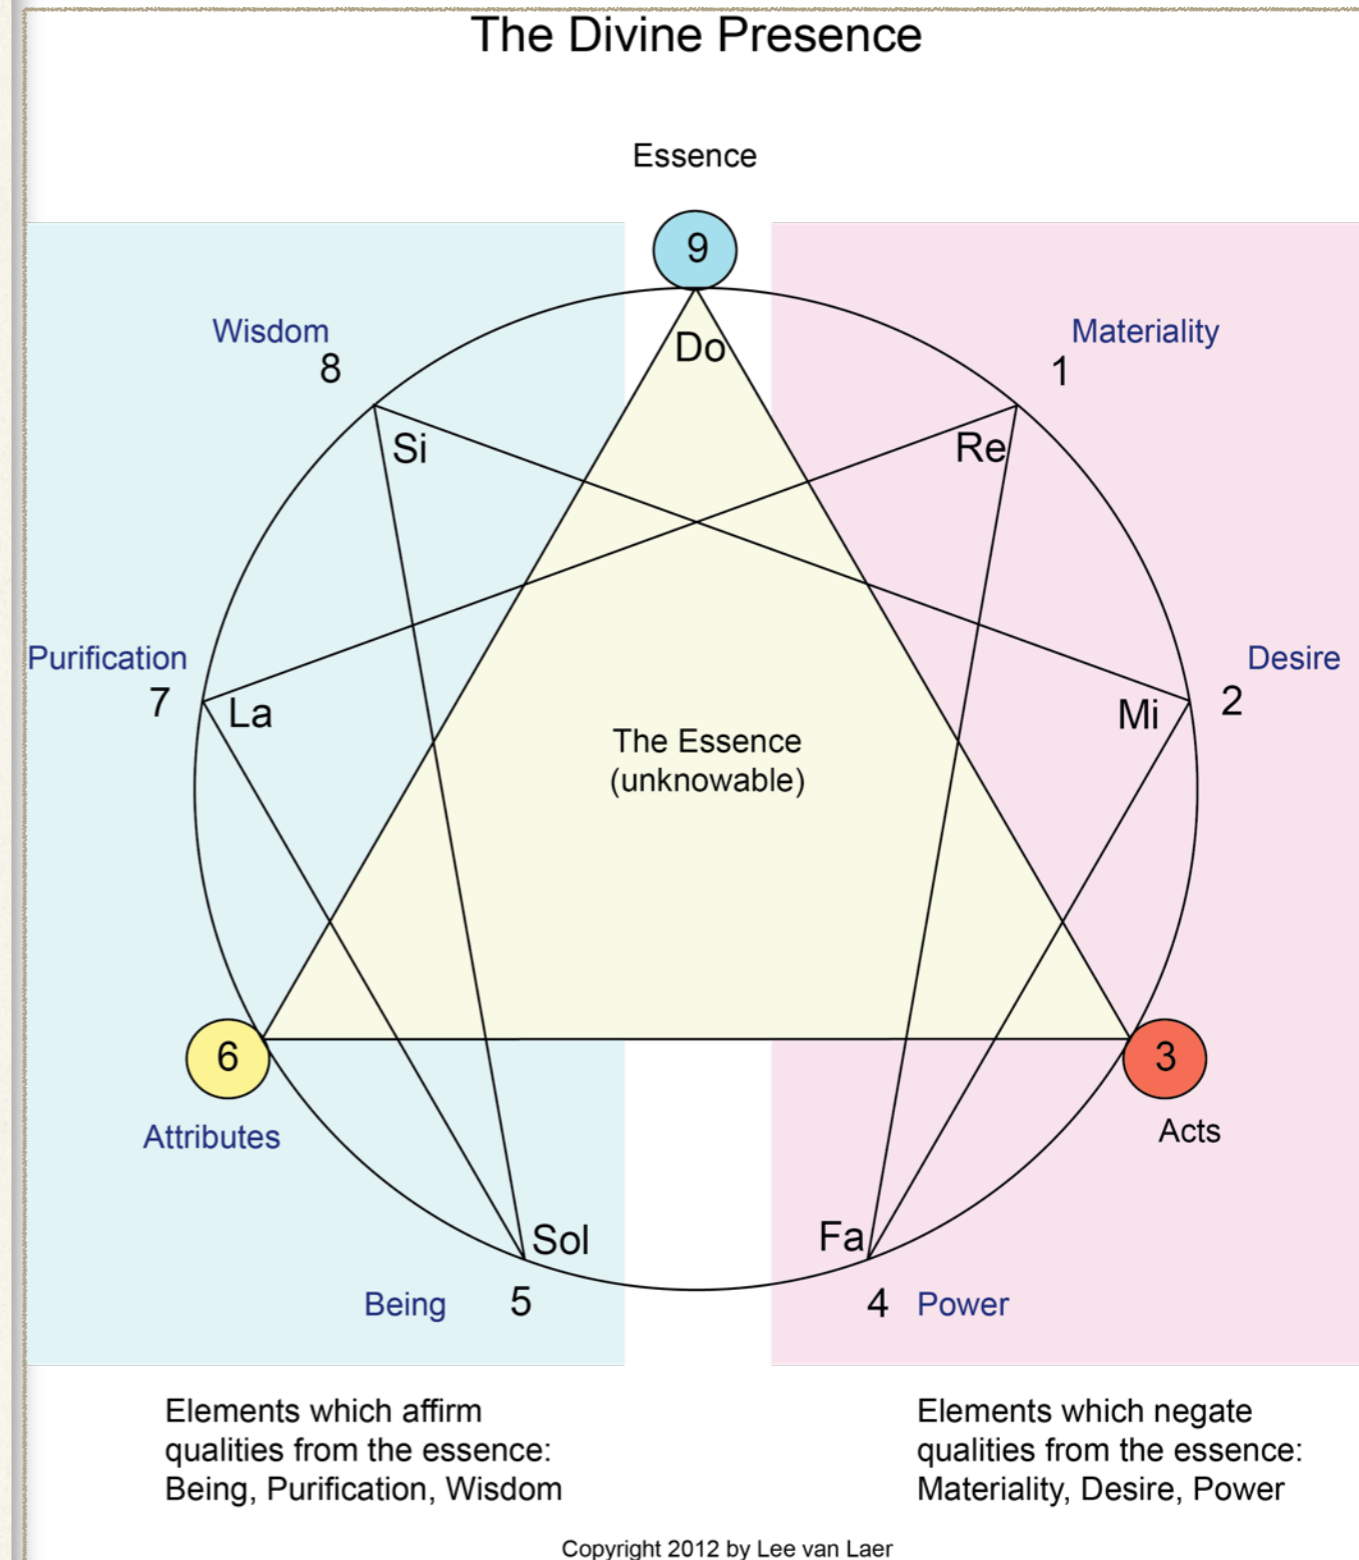 The Divine Presence
Essence
9
Do
Wisdom
8
Si
Materiality
1
Re
Purification
7
La
Desire
2
Mi
The Essence
(unknowable)
6
Attributes
3
Acts
Sol
Being 5
Fa
4 Power
Elements which affirm
qualities from the essence:
Being, Purification, Wisdom
Elements which negate
qualities from the essence:
Materiality, Desire, Power
Copyright 2012 by Lee van Laer